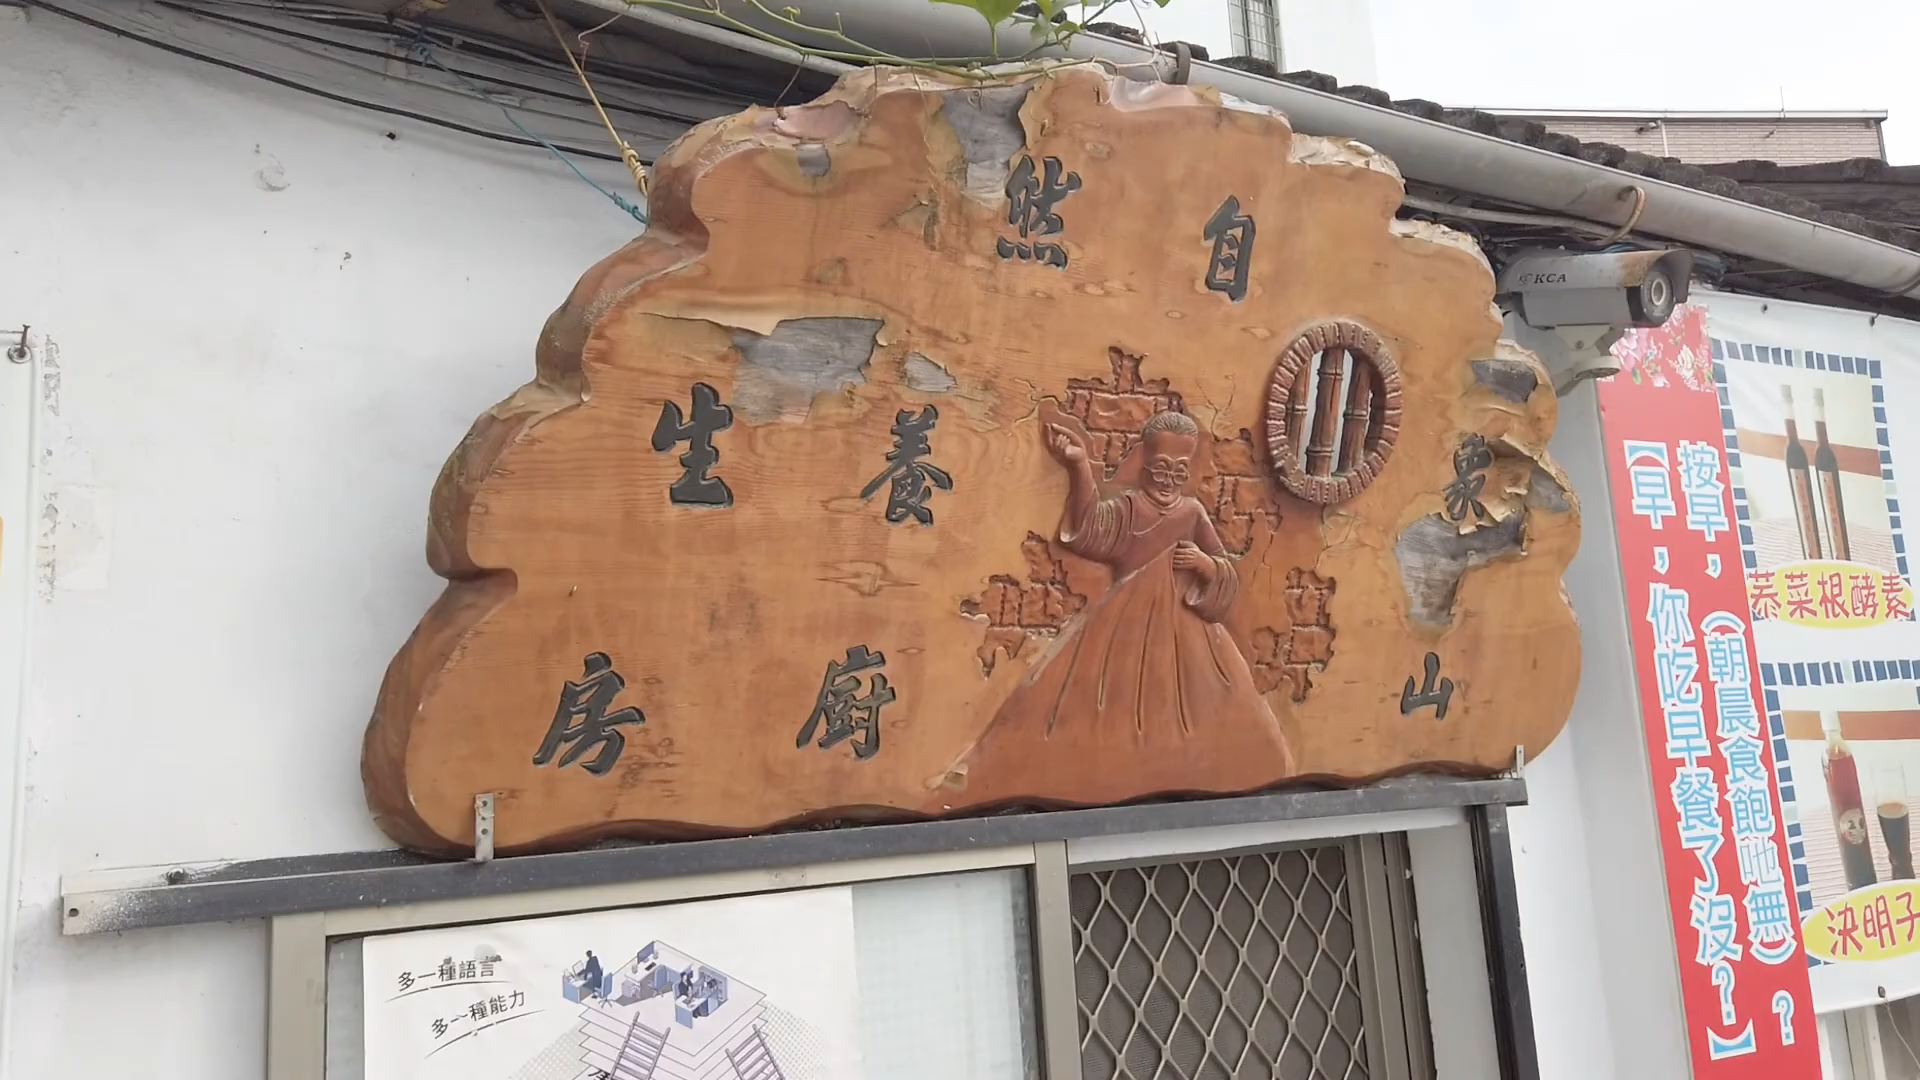 象山
自然
養生
廚房
KCA
按早，（朝晨食飽吔無）？
【早，你吃早餐了沒？】
菾菜根酵素
決明子
多一種語言
多一種能力